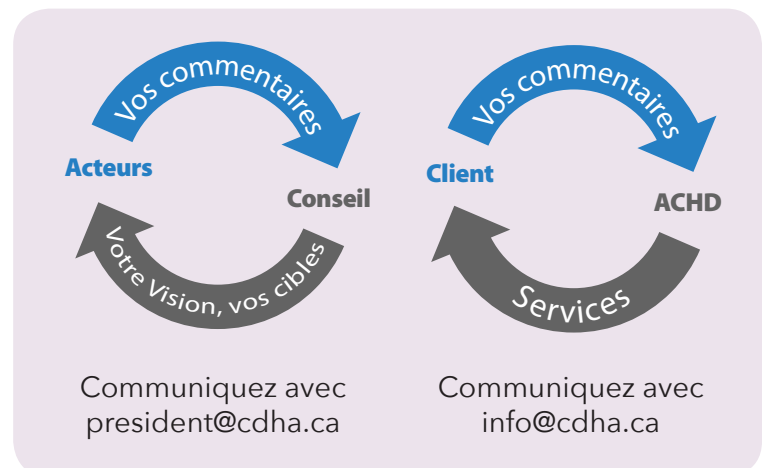 Vos commentaires
Acteurs
Conseil
Votre Vision, vos cibles
Communiquez avec
president@cdha.ca
Vos commentaires
Client
ACHD
Services
Communiquez avec
info@cdha.ca